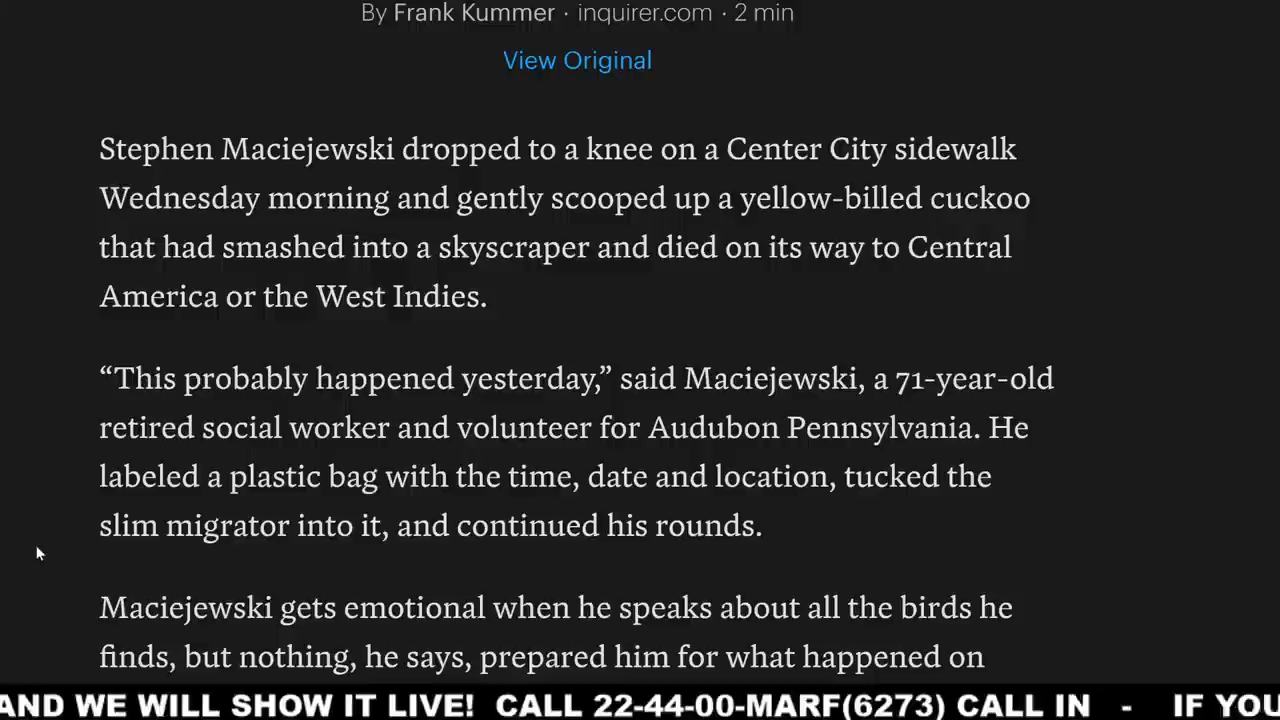 By Frank Kummer · inquirer.com · 2 min
View Original
Stephen Maciejewski dropped to a knee on a Center City sidewalk
Wednesday morning and gently scooped up a yellow-billed cuckoo
that had smashed into a skyscraper and died on its way to Central
America or the West Indies.
“This probably happened yesterday,” said Maciejewski, a 71-year-old
retired social worker and volunteer for Audubon Pennsylvania. He
labeled a plastic bag with the time, date and location, tucked the
slim migrator into it, and continued his rounds.
Maciejewski gets emotional when he speaks about all the birds he
finds, but nothing, he says, prepared him for what happened on
AND WE WILL SHOW IT LIVE! CALL 22-44-00-MARF(6273) CALL IN - IF YOU